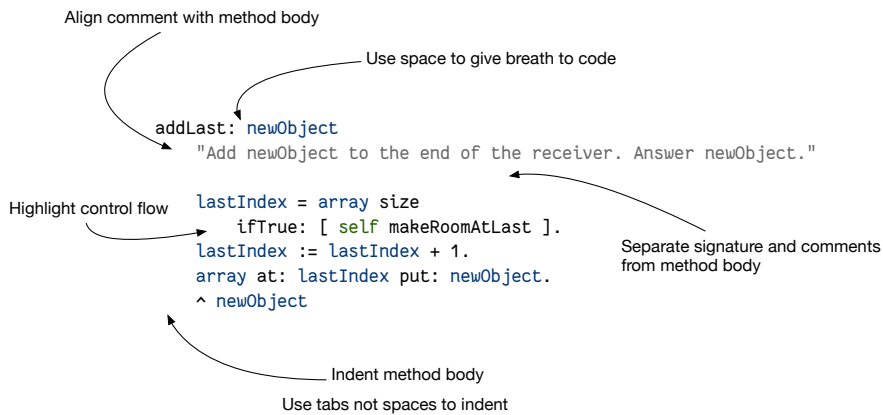 Align comment with method body
Use space to give breath to code
addLast: newObject
"Add newObject to the end of the receiver. Answer newObject."
lastIndex = array size
Highlight control flow
ifTrue: [ self makeRoomAtLast ].
lastIndex := lastIndex + 1.
Separate signature and comments
from method body
array at: lastIndex put: newObject.
^ newObject
Indent method body
Use tabs not spaces to indent